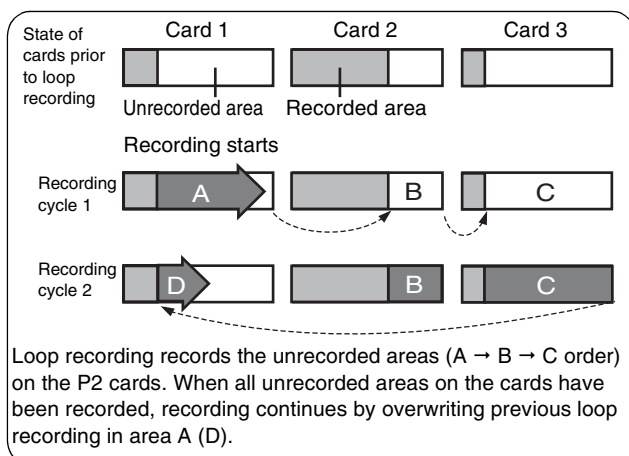 State of
cards prior
to loop
recording
Card 1
Card 2
Card 3
Unrecorded area
Recorded area
Recording starts
Recording
cycle 1
A
B
C
Recording
cycle 2
D
B
C
Loop recording records the unrecorded areas (A → B → C order)
on the P2 cards. When all unrecorded areas on the cards have
been recorded, recording continues by overwriting previous loop
recording in area A (D).